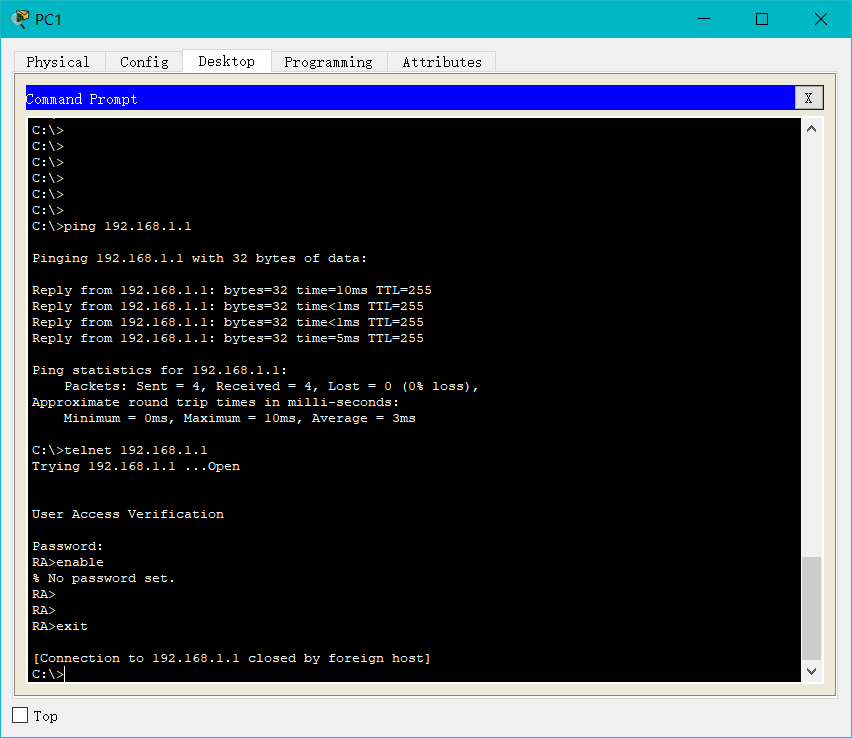 PC1
Physical Config Desktop Programming Attributes
Command Prompt X
C:\>
C:\>
C:\>
C:\>
C:\>
C:\>
C:\>ping 192.168.1.1
Pinging 192.168.1.1 with 32 bytes of data:
Reply from 192.168.1.1: bytes=32 time=10ms TTL=255
Reply from 192.168.1.1: bytes=32 time<1ms TTL=255
Reply from 192.168.1.1: bytes=32 time<1ms TTL=255
Reply from 192.168.1.1: bytes=32 time=5ms TTL=255
Ping statistics for 192.168.1.1:
    Packets: Sent = 4, Received = 4, Lost = 0 (0% loss),
Approximate round trip times in milli-seconds:
    Minimum = 0ms, Maximum = 10ms, Average = 3ms
C:\>telnet 192.168.1.1
Trying 192.168.1.1 ...Open
User Access Verification
Password:
RA>enable
% No password set.
RA>
RA>
RA>exit
[Connection to 192.168.1.1 closed by foreign host]
C:\>
Top